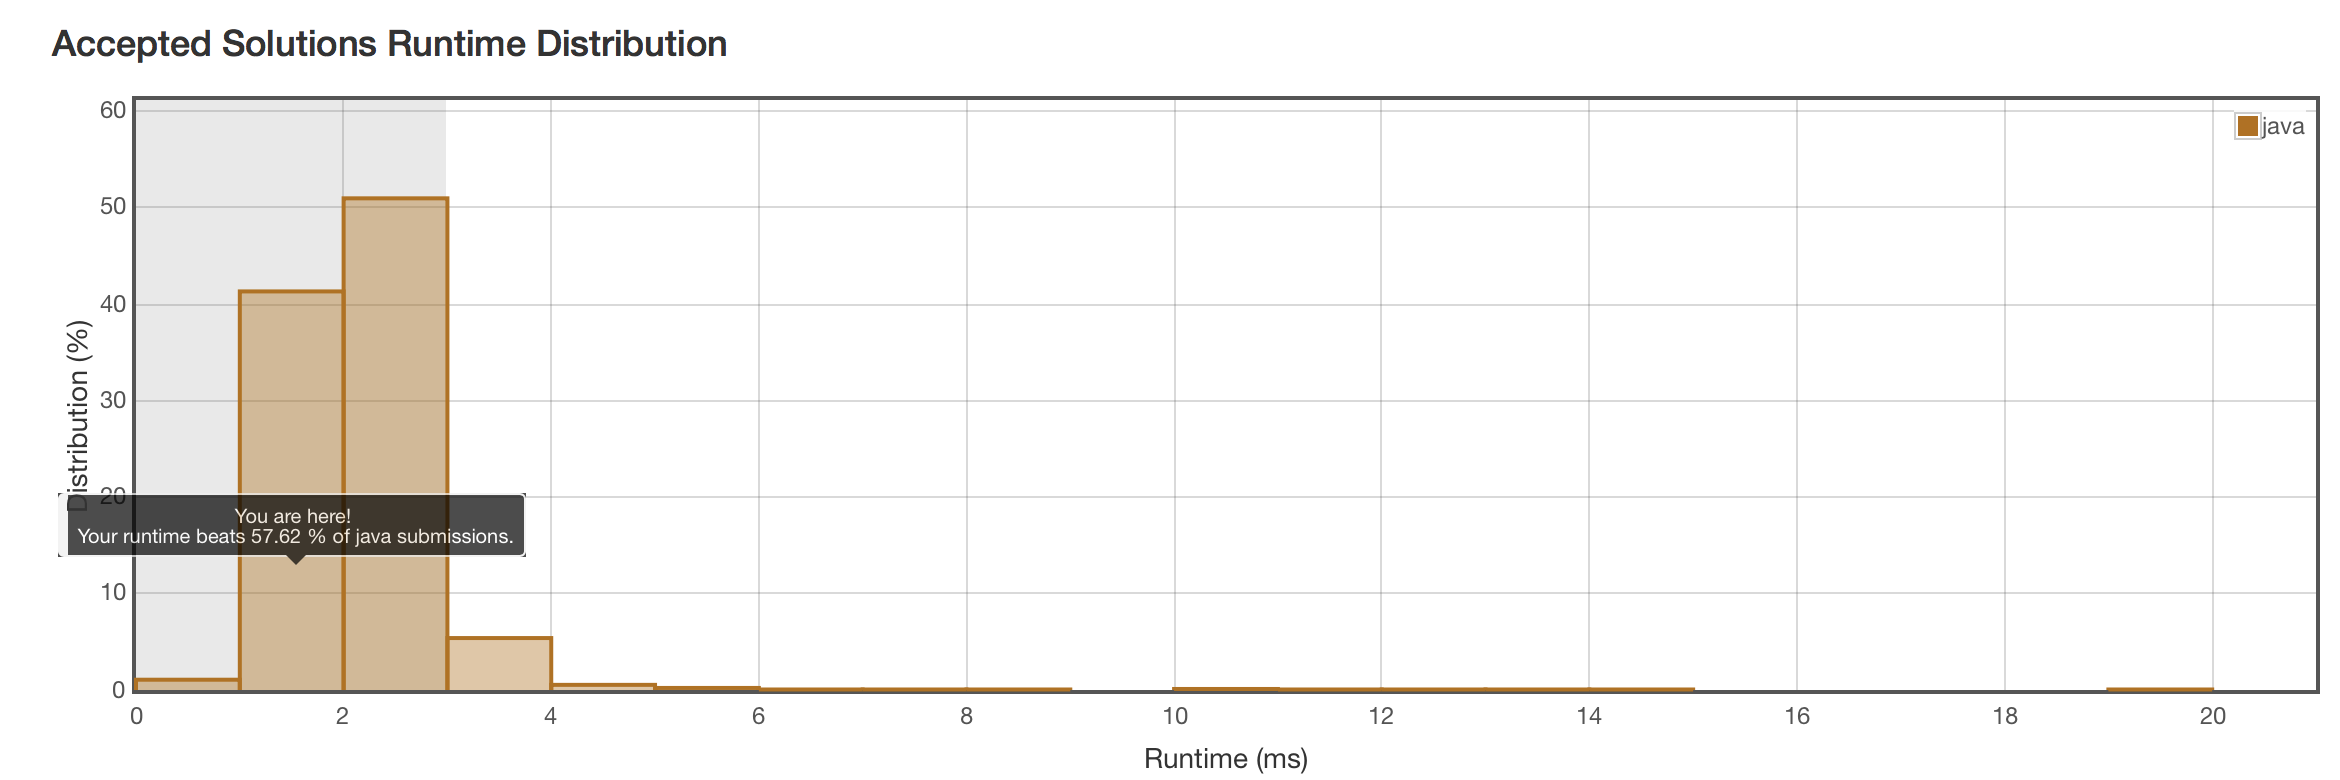 Accepted Solutions Runtime Distribution
60
java
50
40
30
Distribution (%)
20
You are here!
Your runtime beats 57.62 % of java submissions.
10
0
0 2 4 6 8 10 12 14 16 18 20
Runtime (ms)